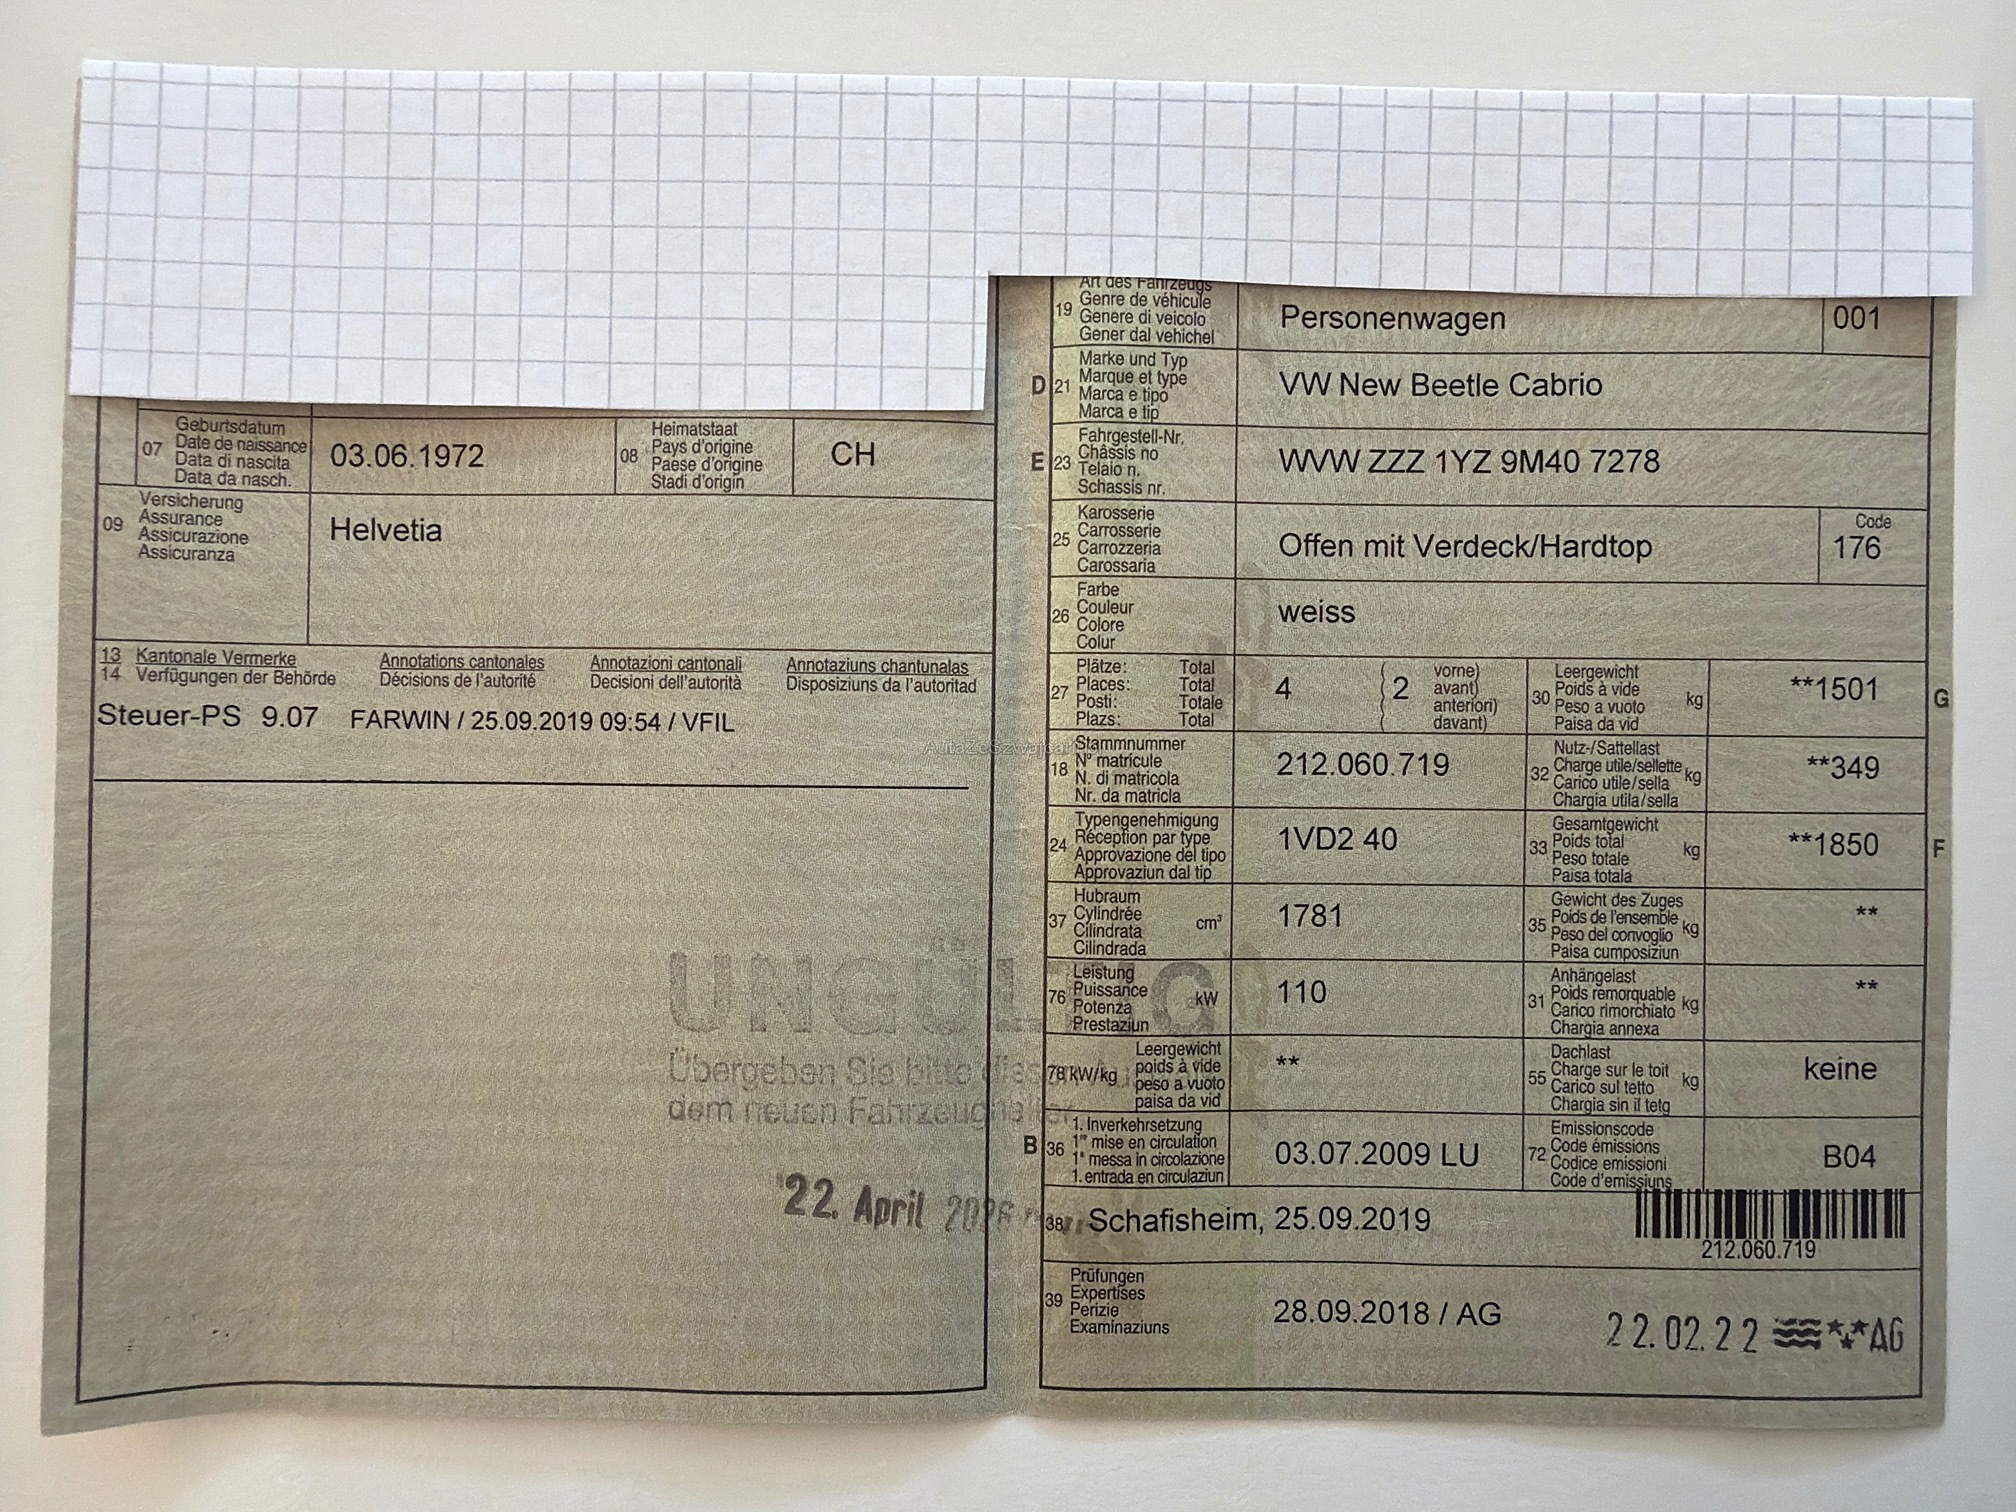 07 Geburtsdatum
Date de naissance
Data di nascita
Data da nasch.
03.06.1972
08 Heimatstaat
Pays d'origine
Paese d'origine
Stadi d'origin
CH
09 Versicherung
Assurance
Assicurazione
Assicuranza
Helvetia
13 Kantonale Vermerke Annotations cantonales Annotazioni cantonali Annotaziuns chantunalas
14 Verfügungen der Behörde Décisions de l'autorité Decisioni dell'autorità Disposiziuns da l'autoritad
Steuer-PS 9.07 FARWIN / 25.09.2019 09:54 / VFIL
UNGÜLTIG
Übergeben Sie bitte diesen
dem neuen Fahrzeughalter
22. April
19 Art des Fahrzeugs
Genre de véhicule
Genere di veicolo
Gener dal vehichel
Personenwagen
001
D 21 Marke und Typ
Marque et type
Marca e tipo
Marca e tip
VW New Beetle Cabrio
E 23 Fahrgestell-Nr.
Châssis no
Telaio n.
Schassis nr.
WVW ZZZ 1YZ 9M40 7278
25 Karosserie
Carrosserie
Carrozzeria
Carossaria
Offen mit Verdeck/Hardtop
Code
176
26 Farbe
Couleur
Colore
Colur
weiss
27 Plätze: Total
Places: Total
Posti: Totale
Plazs: Total
4
( 2 vorne)
( avant)
( anteriori)
( davant)
30 Leergewicht
Poids à vide kg
Peso a vuoto
Paisa da vid
**1501
G
18 Stammnummer
N° matricule
N. di matricola
Nr. da matricla
212.060.719
32 Nutz-/Sattellast
Charge utile/sellette kg
Carico utile/sella
Chargia utila/sella
**349
24 Typengenehmigung
Réception par type
Approvazione del tipo
Approvaziun dal tip
1VD2 40
33 Gesamtgewicht
Poids total kg
Peso totale
Paisa totala
**1850
F
37 Hubraum
Cylindrée cm³
Cilindrata
Cilindrada
1781
35 Gewicht des Zuges
Poids de l'ensemble kg
Peso del convoglio
Paisa cumposiziun
**
76 Leistung
Puissance kW
Potenza
Prestaziun
110
31 Anhängelast
Poids remorquable kg
Carico rimorchiato
Chargia annexa
**
78 kW/kg Leergewicht
poids à vide
peso a vuoto
paisa da vid
**
55 Dachlast
Charge sur le toit kg
Carico sul tetto
Chargia sin il tetg
keine
B 36 1. Inverkehrsetzung
1re mise en circulation
1a messa in circolazione
1. entrada en circulaziun
03.07.2009 LU
72 Emissionscode
Code émissions
Codice emissioni
Code d'emissiuns
B04
38 Schafisheim, 25.09.2019
212.060.719
39 Prüfungen
Expertises
Perizie
Examinaziuns
28.09.2018 / AG
22.02.22 AG